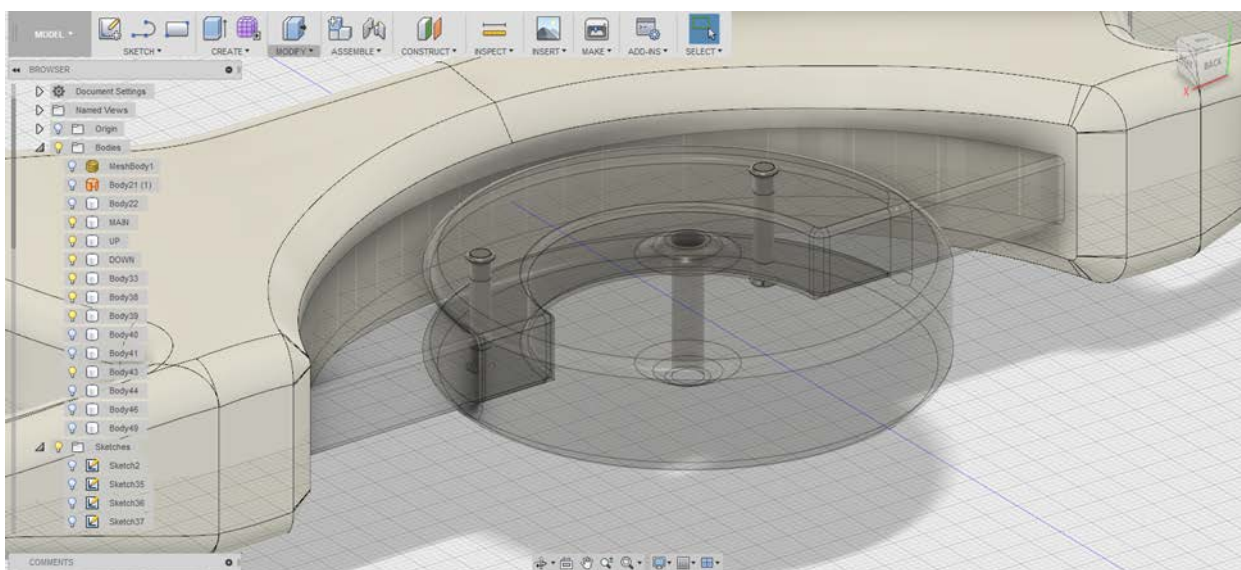 MODEL
SKETCH
CREATE
MODIFY
ASSEMBLE
CONSTRUCT
INSPECT
INSERT
MAKE
ADD-INS
SELECT
BROWSER
Document Settings
Named Views
Origin
Bodies
MeshBody1
Body21 (1)
Body22
MAIN
UP
DOWN
Body33
Body38
Body39
Body40
Body41
Body43
Body44
Body46
Body49
Sketches
Sketch2
Sketch35
Sketch36
Sketch37
COMMENTS
BACK
X